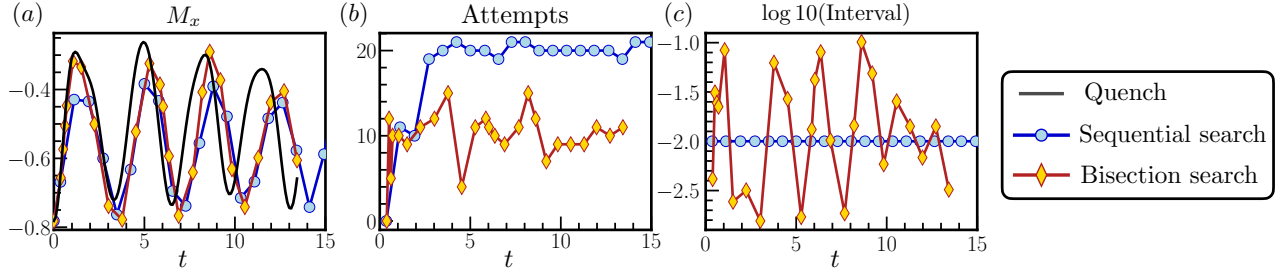 (a) M_x
−0.4
−0.6
−0.8
0 5 10 15
t
(b) Attempts
20
10
0
0 5 10 15
t
(c) log 10(Interval)
−1.0
−1.5
−2.0
−2.5
0 5 10 15
t
Quench
Sequential search
Bisection search